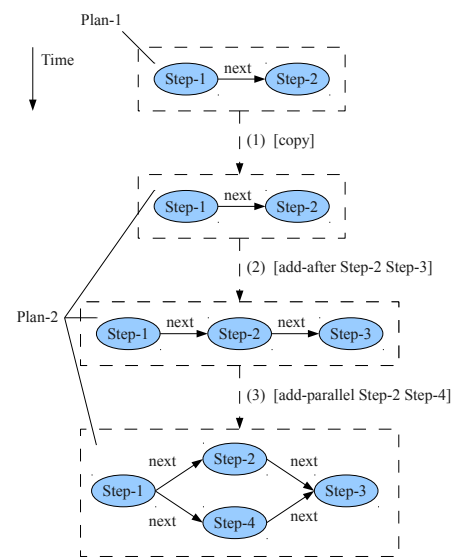 Plan-1
Time
next
Step-1 Step-2
(1) [copy]
next
Step-1 Step-2
(2) [add-after Step-2 Step-3]
Plan-2
next next
Step-1 Step-2 Step-3
(3) [add-parallel Step-2 Step-4]
next Step-2 next
Step-1 Step-3
next Step-4 next